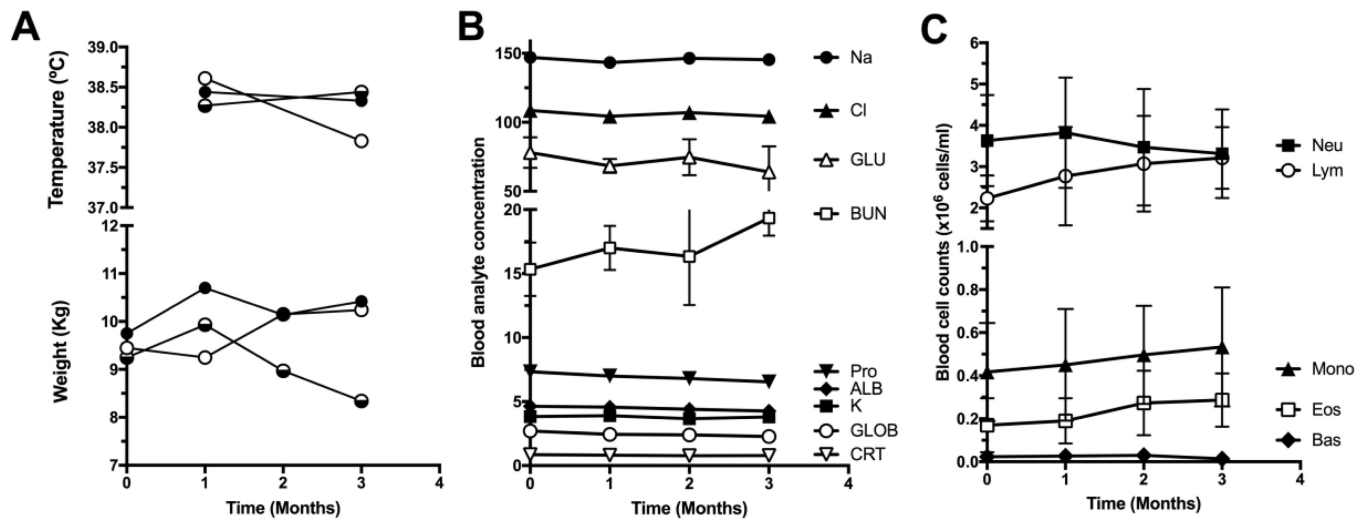 A
Temperature (ºC)
39.0
38.5
38.0
37.5
37.0
Weight (Kg)
12
11
10
9
8
7
0 1 2 3 4
Time (Months)
B
Blood analyte concentration
150
100
50
20
15
10
5
0
0 1 2 3 4
Time (Months)
Na
Cl
GLU
BUN
Pro
ALB
K
GLOB
CRT
C
Blood cell counts (x10⁶ cells/ml)
6
5
4
3
2
1.0
0.8
0.6
0.4
0.2
0.0
0 1 2 3 4
Time (Months)
Neu
Lym
Mono
Eos
Bas